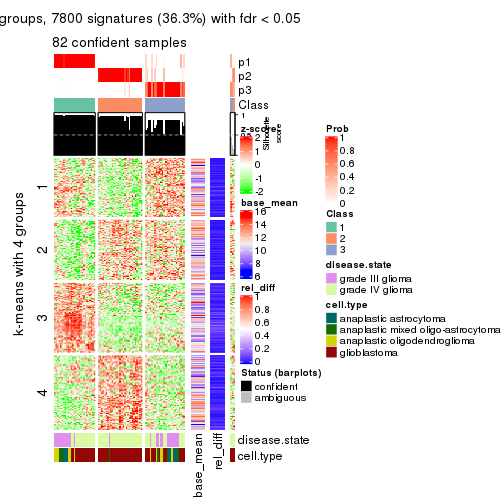 groups, 7800 signatures (36.3%) with fdr < 0.05
82 confident samples
p1
p2
p3
Class
1
Silhouette
score
z-score
2
1
0
-1
-2
base_mean
16
14
12
10
8
6
rel_diff
1
0.8
0.6
0.4
0.2
0
Status (barplots)
confident
ambiguous
Prob
1
0.8
0.6
0.4
0.2
0
Class
1
2
3
disease.state
grade III glioma
grade IV glioma
cell.type
anaplastic astrocytoma
anaplastic mixed oligo-astrocytoma
anaplastic oligodendroglioma
glioblastoma
k-means with 4 groups
1
2
3
4
disease.state
cell.type
base_mean
rel_diff